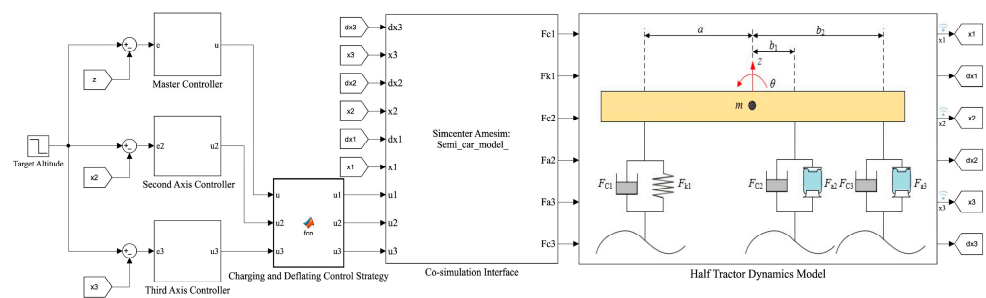 Target Altitude
z
e
u
Master Controller
x2
e2
u2
Second Axis Controller
x3
e3
u3
Third Axis Controller
u
u2
u3
fcn
u1
u2
u3
Charging and Deflating Control Strategy
dx3
x3
dx2
x2
dx1
x1
dx3
x3
dx2
x2
dx1
x1
u1
u2
u3
Simcenter Amesim:
Semi_car_model_
Fc1
Fk1
Fc2
Fa2
Fa3
Fc3
Co-simulation Interface
a
b2
b1
z
θ
m
FC1
Fk1
FC2
Fa2
FC3
Fa3
Half Tractor Dynamics Model
x1
x2
x3
x1
dx1
x2
dx2
x3
dx3